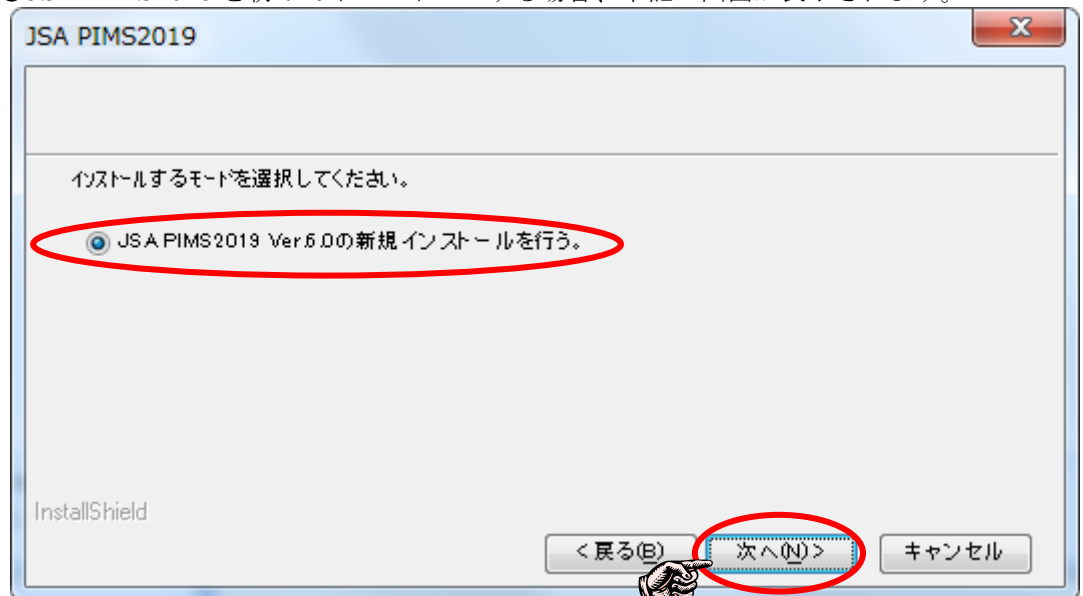 JSA PIMS2019
インストールするモードを選択してください。
JSA PIMS2019 Ver.6.0の新規インストールを行う。
InstallShield
< 戻る(B)
次へ(N) >
キャンセル